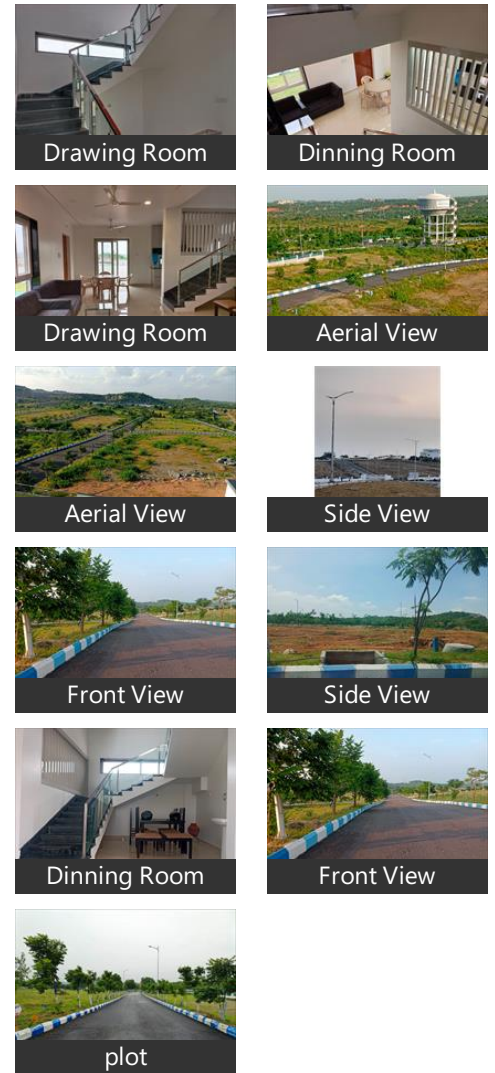 Drawing Room
Dinning Room
Drawing Room
Aerial View
Aerial View
Side View
Front View
Side View
Dinning Room
Front View
plot